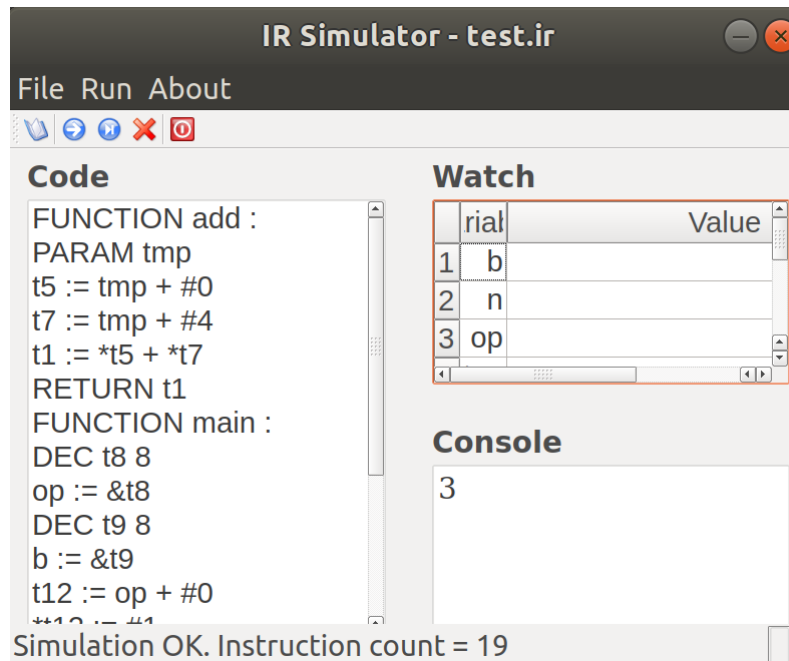 IR Simulator - test.ir
File Run About
Code
FUNCTION add :
PARAM tmp
t5 := tmp + #0
t7 := tmp + #4
t1 := *t5 + *t7
RETURN t1
FUNCTION main :
DEC t8 8
op := &t8
DEC t9 8
b := &t9
t12 := op + #0
Watch
Value
1 b
2 n
3 op
Console
3
Simulation OK. Instruction count = 19